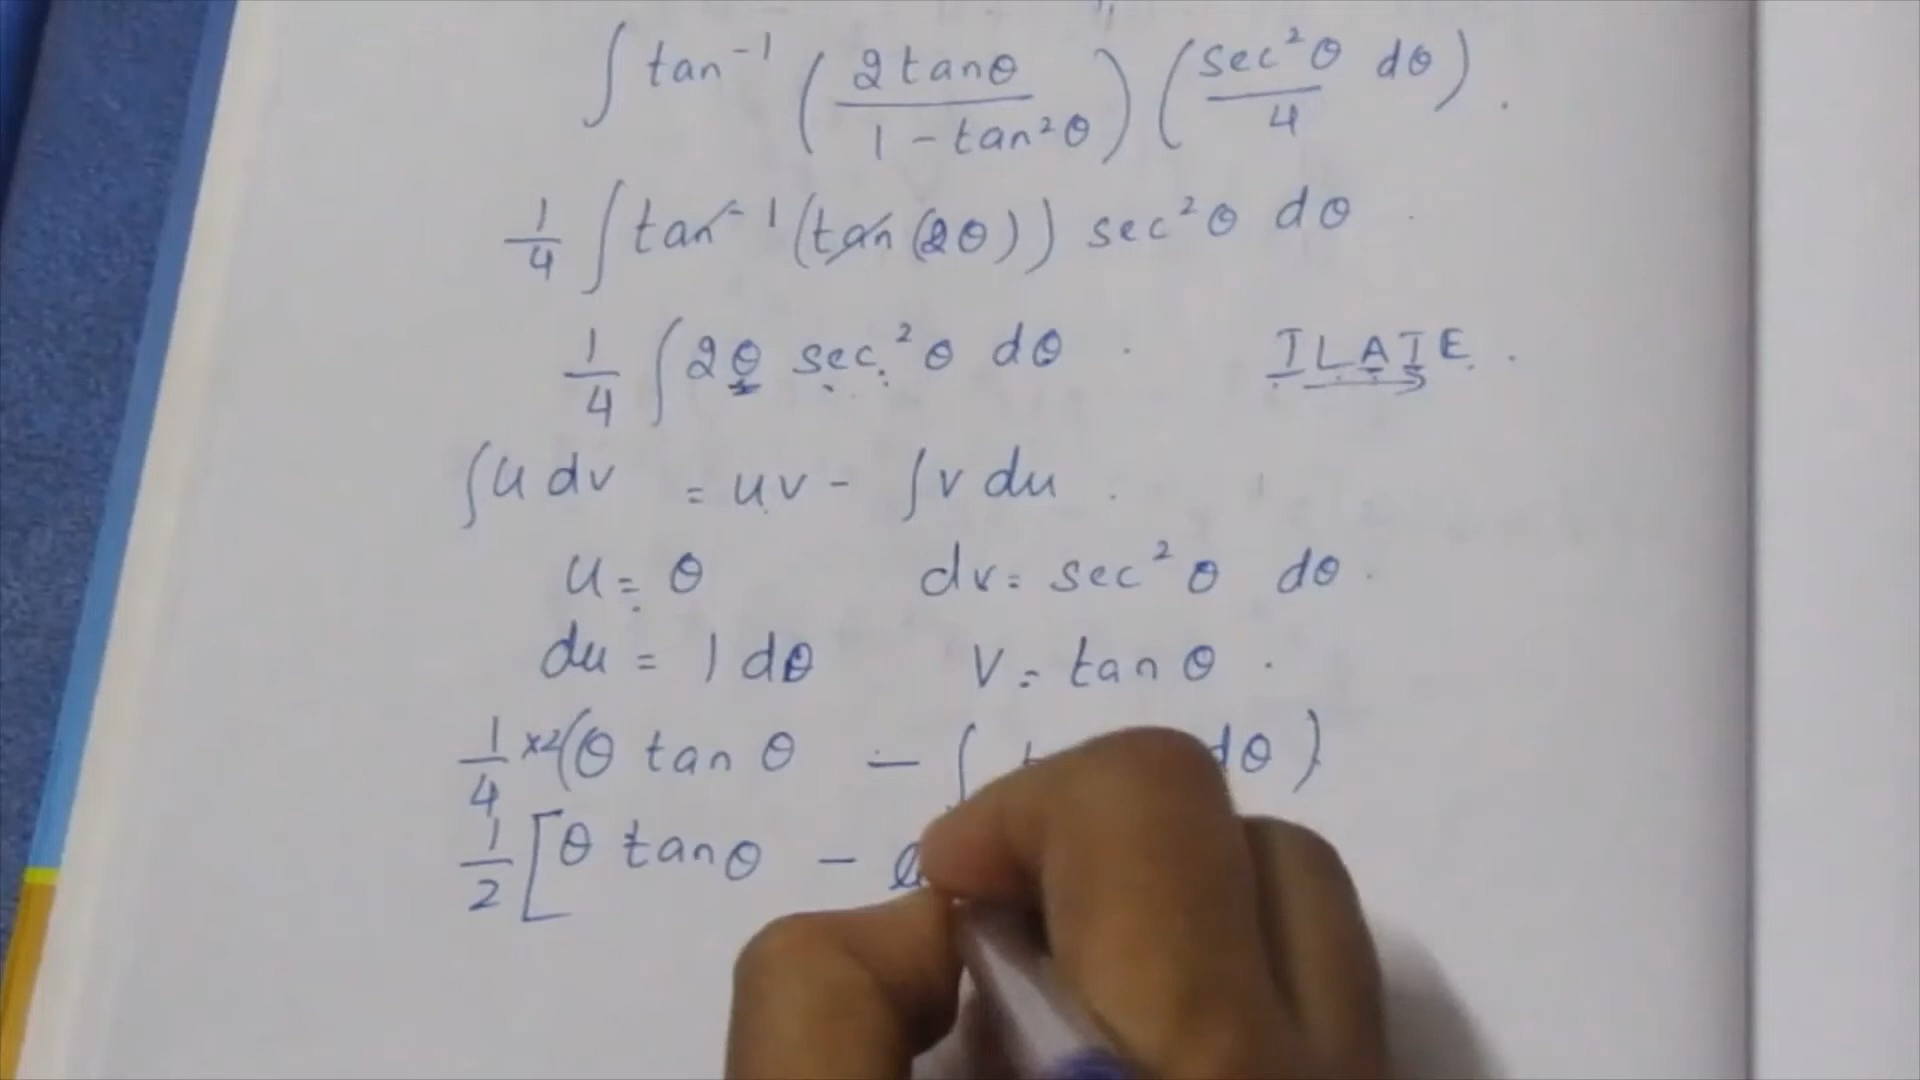 ∫ tan⁻¹ (2 tanθ / 1 - tan²θ) (sec²θ / 4 dθ) .
1/4 ∫ tan⁻¹ (tan (2θ)) sec²θ dθ .
1/4 ∫ 2θ sec²θ dθ . ILATE .
∫ u dv = uv - ∫ v du .
u = θ dv = sec²θ dθ .
du = 1 dθ v = tan θ .
1/4 ×2 (θ tan θ - ∫ dθ)
1/2 [θ tanθ -